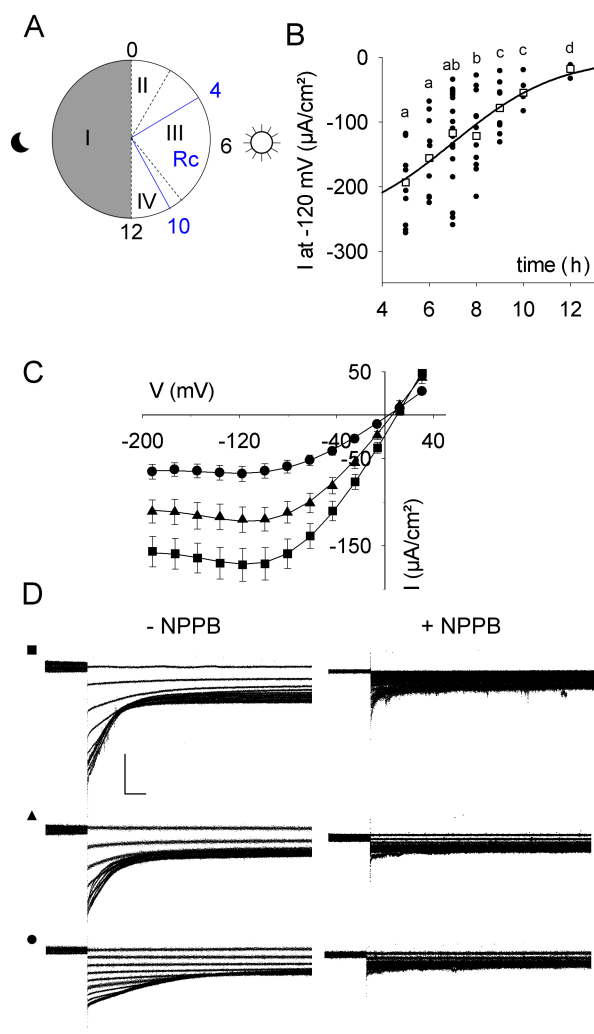 A
0
II
4
I
III
6
Rc
IV
10
12
B
0
-100
-200
-300
I at -120 mV (µA/cm²)
a
a
ab
b
c
c
d
time (h)
4 6 8 10 12
C
V (mV)
50
-200 -120 -40 40
-50
-150
I (µA/cm²)
D
- NPPB
+ NPPB